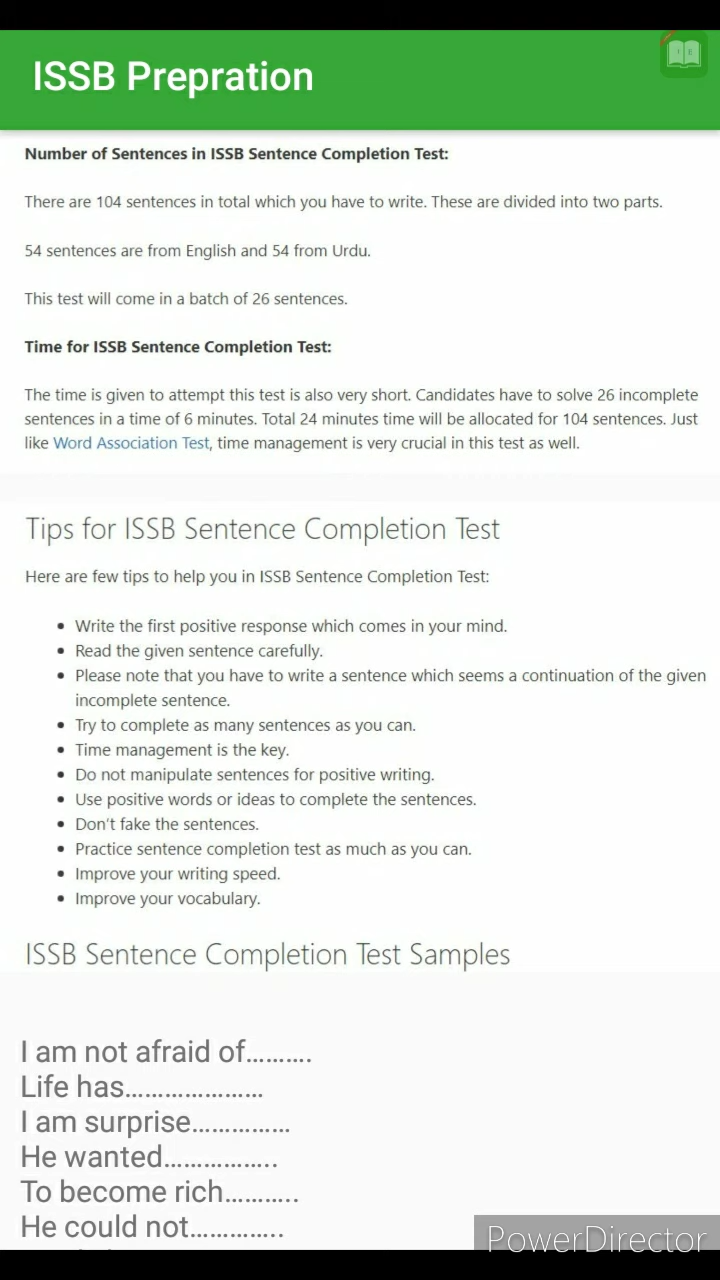 ISSB Prepration
Number of Sentences in ISSB Sentence Completion Test:
There are 104 sentences in total which you have to write. These are divided into two parts.
54 sentences are from English and 54 from Urdu.
This test will come in a batch of 26 sentences.
Time for ISSB Sentence Completion Test:
The time is given to attempt this test is also very short. Candidates have to solve 26 incomplete
sentences in a time of 6 minutes. Total 24 minutes time will be allocated for 104 sentences. Just
like Word Association Test, time management is very crucial in this test as well.
Tips for ISSB Sentence Completion Test
Here are few tips to help you in ISSB Sentence Completion Test:
• Write the first positive response which comes in your mind.
• Read the given sentence carefully.
• Please note that you have to write a sentence which seems a continuation of the given
incomplete sentence.
• Try to complete as many sentences as you can.
• Time management is the key.
• Do not manipulate sentences for positive writing.
• Use positive words or ideas to complete the sentences.
• Don't fake the sentences.
• Practice sentence completion test as much as you can.
• Improve your writing speed.
• Improve your vocabulary.
ISSB Sentence Completion Test Samples
I am not afraid of……….
Life has…………………
I am surprise……………
He wanted……………..
To become rich………..
He could not…………..
PowerDirector